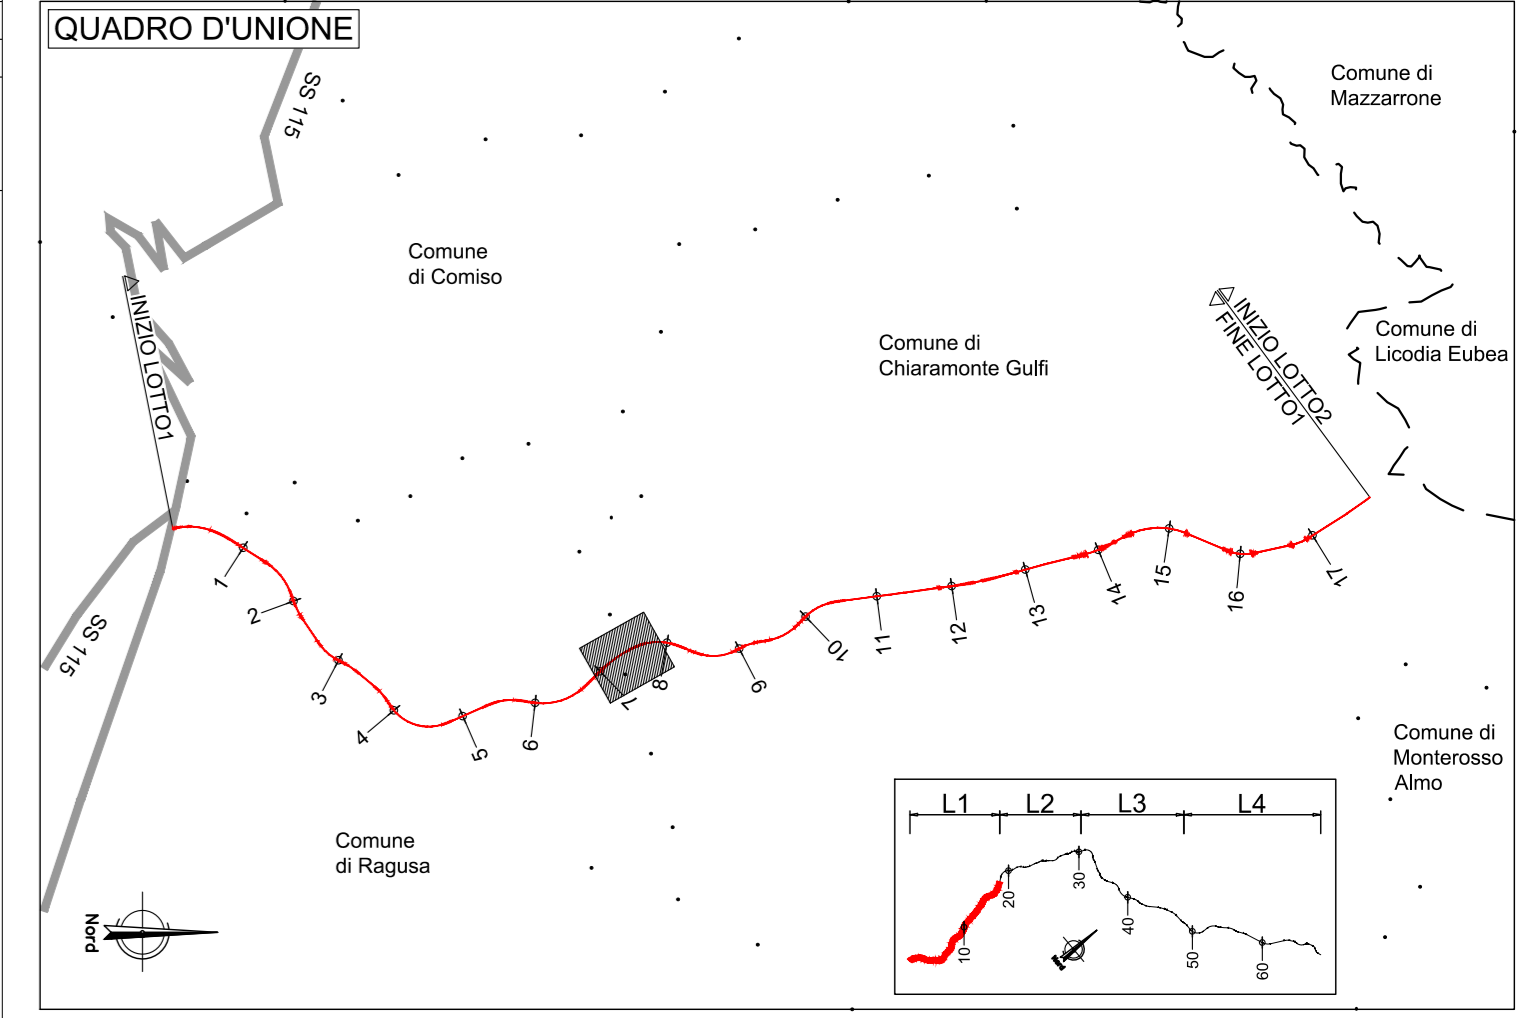 QUADRO D'UNIONE
SS 115
Comune di
Mazzarrone
Comune
di Comiso
INIZIO LOTTO1
Comune di
Chiaramonte Gulfi
INIZIO LOTTO2
FINE LOTTO1
Comune di
Licodia Eubea
1
2
3
4
5
6
7
8
9
10
11
12
13
14
15
16
17
SS 115
Comune di
Monterosso
Almo
Comune
di Ragusa
Nord
L1
L2
L3
L4
10
20
30
40
50
60
Nord